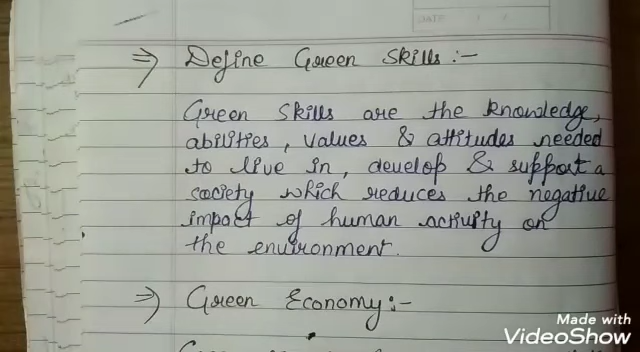 DATE
⇒ Define Green Skills :-
Green Skills are the knowledge,
abilities, values & attitudes needed
to live in, develop & support a
society which reduces the negative
impact of human activity on
the environment.
⇒ Green Economy:-
Made with
VideoShow